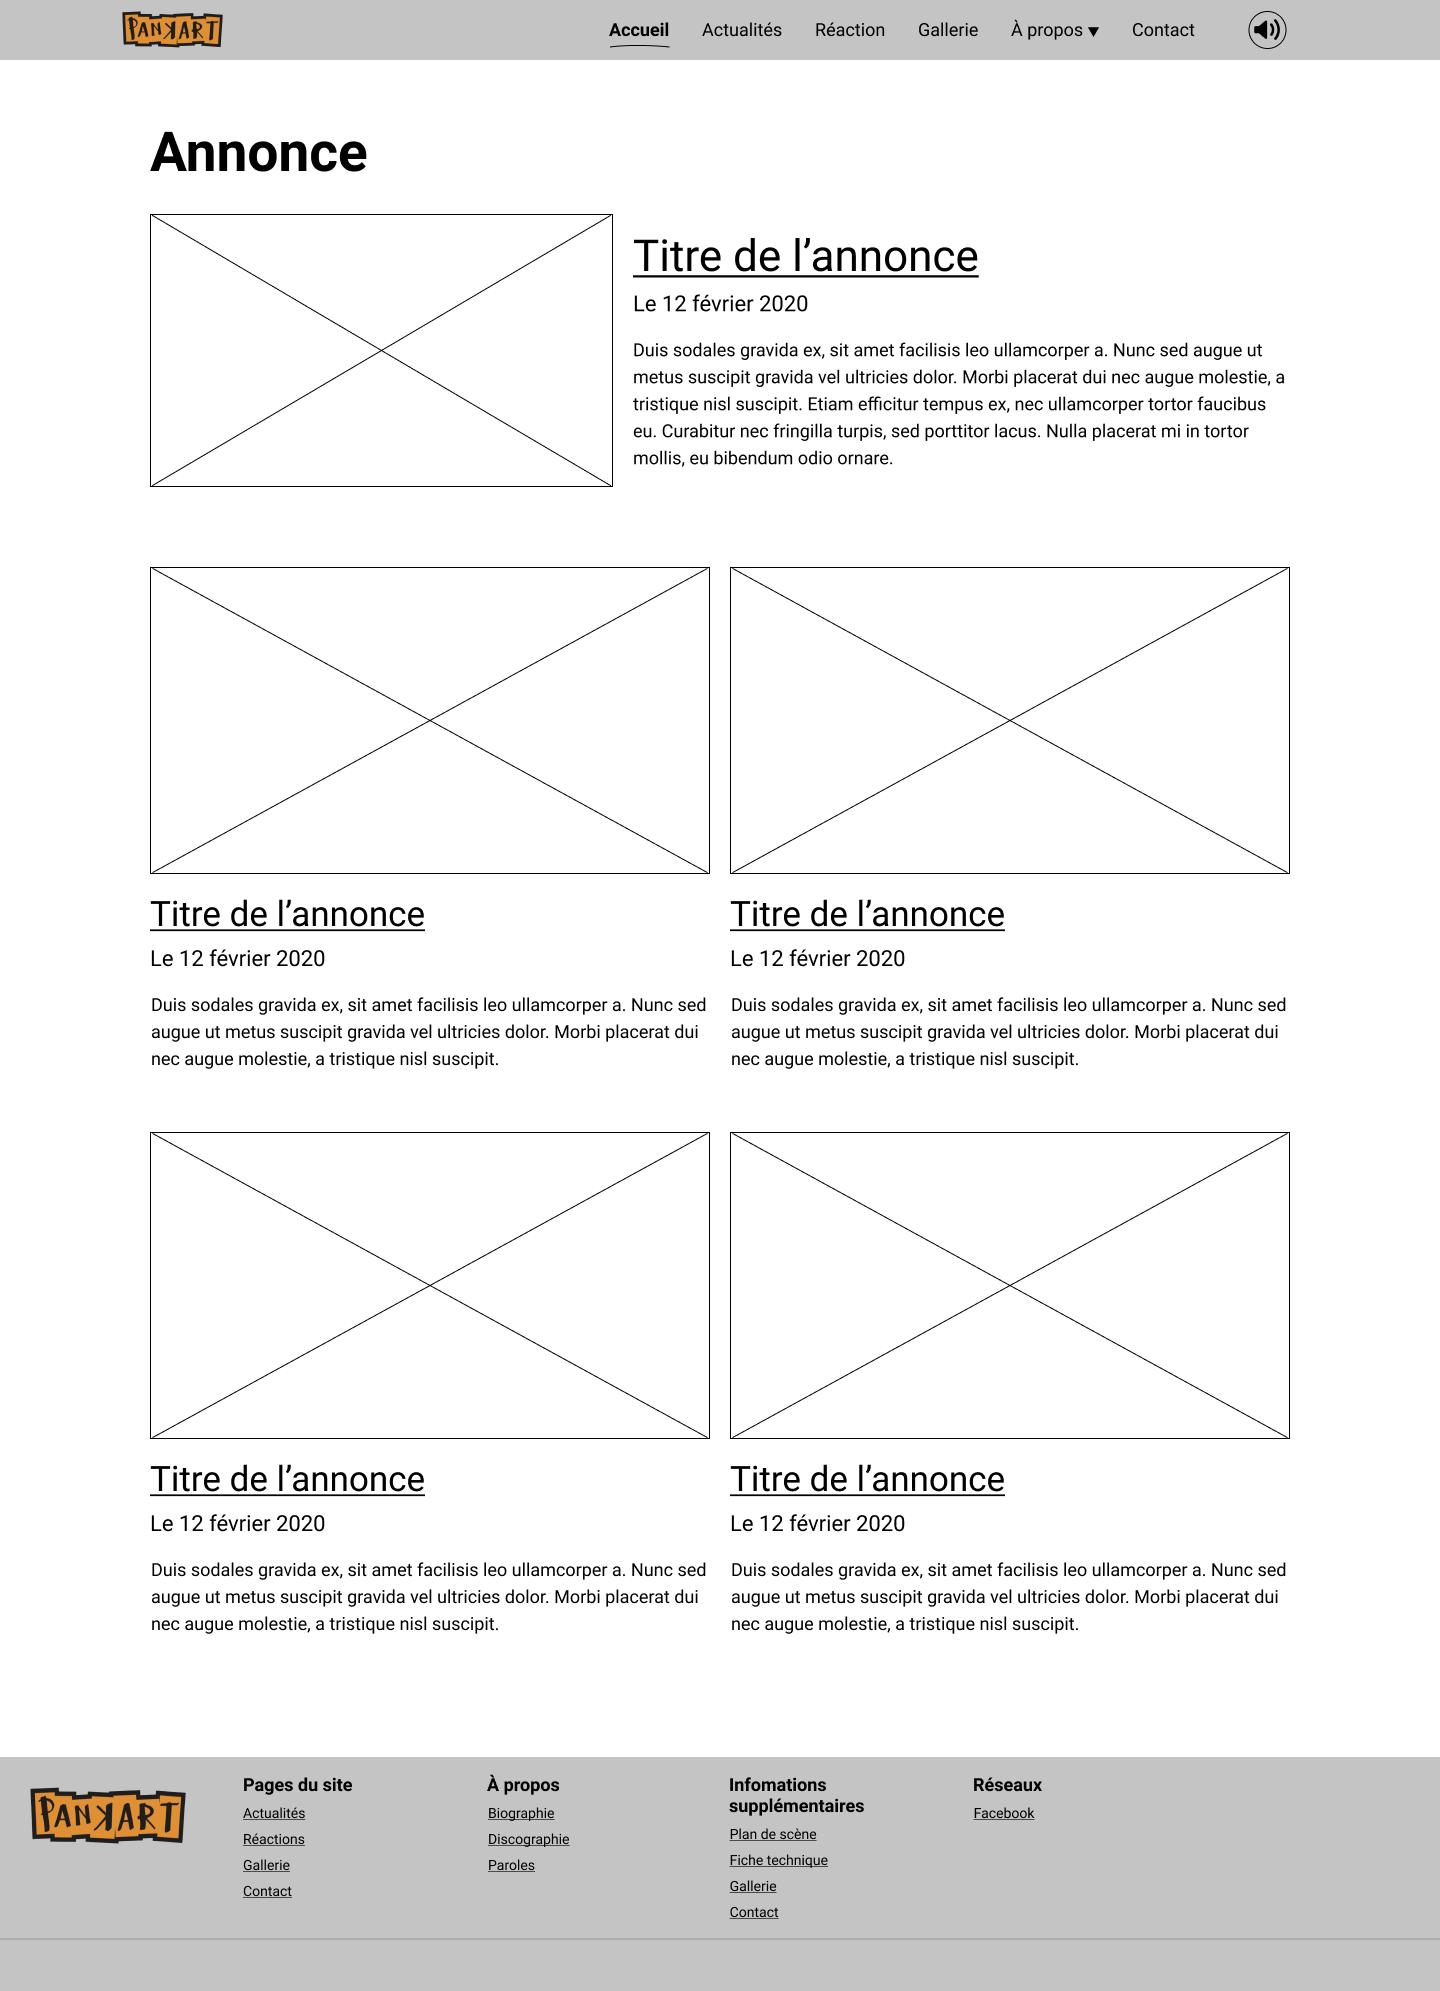 PANKART
Accueil Actualités Réaction Gallerie À propos ▼ Contact
Annonce
Titre de l’annonce
Le 12 février 2020
Duis sodales gravida ex, sit amet facilisis leo ullamcorper a. Nunc sed augue ut
metus suscipit gravida vel ultricies dolor. Morbi placerat dui nec augue molestie, a
tristique nisl suscipit. Etiam efficitur tempus ex, nec ullamcorper tortor faucibus
eu. Curabitur nec fringilla turpis, sed porttitor lacus. Nulla placerat mi in tortor
mollis, eu bibendum odio ornare.
Titre de l’annonce
Le 12 février 2020
Duis sodales gravida ex, sit amet facilisis leo ullamcorper a. Nunc sed
augue ut metus suscipit gravida vel ultricies dolor. Morbi placerat dui
nec augue molestie, a tristique nisl suscipit.
Titre de l’annonce
Le 12 février 2020
Duis sodales gravida ex, sit amet facilisis leo ullamcorper a. Nunc sed
augue ut metus suscipit gravida vel ultricies dolor. Morbi placerat dui
nec augue molestie, a tristique nisl suscipit.
Titre de l’annonce
Le 12 février 2020
Duis sodales gravida ex, sit amet facilisis leo ullamcorper a. Nunc sed
augue ut metus suscipit gravida vel ultricies dolor. Morbi placerat dui
nec augue molestie, a tristique nisl suscipit.
Titre de l’annonce
Le 12 février 2020
Duis sodales gravida ex, sit amet facilisis leo ullamcorper a. Nunc sed
augue ut metus suscipit gravida vel ultricies dolor. Morbi placerat dui
nec augue molestie, a tristique nisl suscipit.
PANKART
Pages du site
Actualités
Réactions
Gallerie
Contact
À propos
Biographie
Discographie
Paroles
Infomations
supplémentaires
Plan de scène
Fiche technique
Gallerie
Contact
Réseaux
Facebook